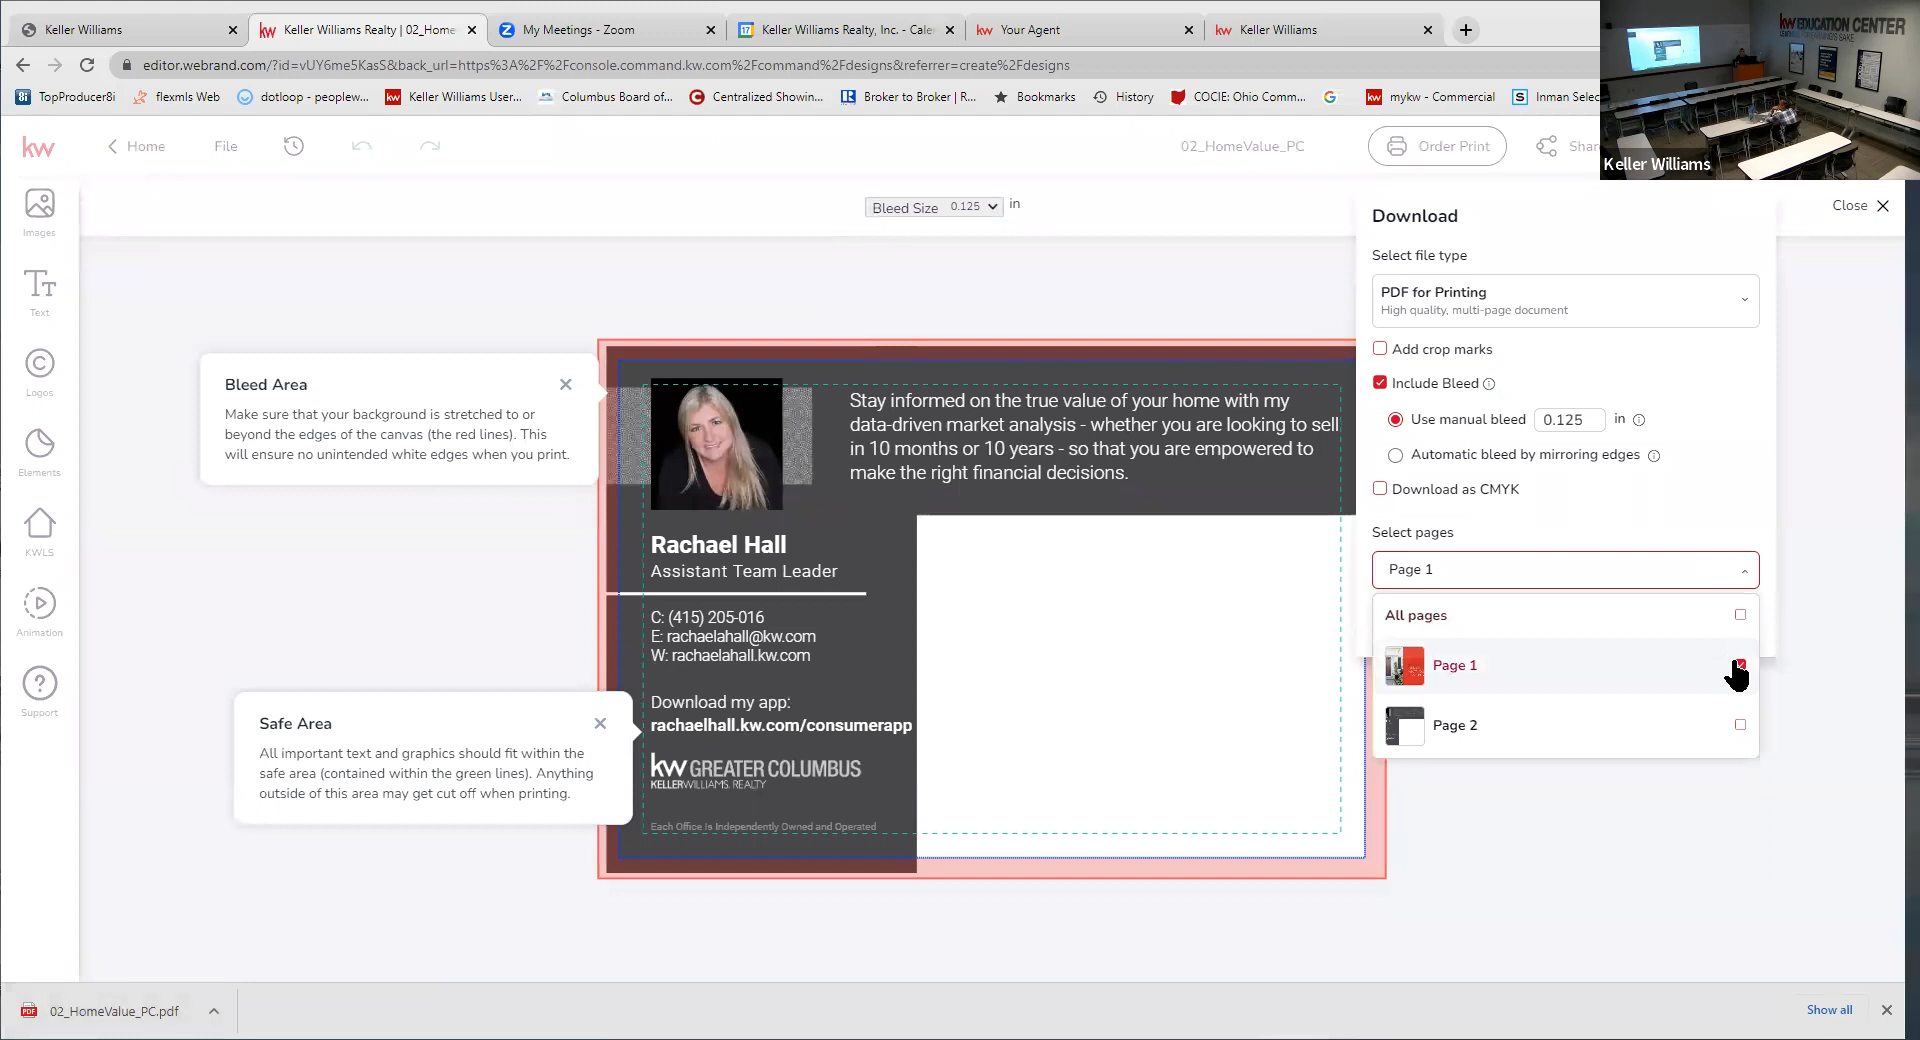 Keller Williams
Keller Williams Realty | 02_Home
My Meetings - Zoom
Keller Williams Realty, Inc. - Caler
Your Agent
Keller Williams
editor.webrand.com/?id=vUY6me5KasS&back_url=https%3A%2F%2Fconsole.command.kw.com%2Fcommand%2Fdesigns&referrer=create%2Fdesigns
TopProducer8i
flexmls Web
dotloop - peoplew...
Keller Williams User...
Columbus Board of...
Centralized Showin...
Broker to Broker | R...
Bookmarks
History
COCIE: Ohio Comm...
mykw - Commercial
Inman Selec
kw EDUCATION CENTER
Keller Williams
kw
Home
File
02_HomeValue_PC
Order Print
Shar
Images
Text
Logos
Elements
KWLS
Animation
Support
Bleed Size 0.125 in
Close
Bleed Area
Make sure that your background is stretched to or
beyond the edges of the canvas (the red lines). This
will ensure no unintended white edges when you print.
Safe Area
All important text and graphics should fit within the
safe area (contained within the green lines). Anything
outside of this area may get cut off when printing.
Stay informed on the true value of your home with my
data-driven market analysis - whether you are looking to sell
in 10 months or 10 years - so that you are empowered to
make the right financial decisions.
Rachael Hall
Assistant Team Leader
C: (415) 205-016
E: rachaelahall@kw.com
W: rachaelahall.kw.com
Download my app:
rachaelhall.kw.com/consumerapp
kw GREATER COLUMBUS
KELLERWILLIAMS. REALTY
Each Office Is Independently Owned and Operated
Download
Select file type
PDF for Printing
High quality, multi-page document
Add crop marks
Include Bleed
Use manual bleed 0.125 in
Automatic bleed by mirroring edges
Download as CMYK
Select pages
Page 1
All pages
Page 1
Page 2
02_HomeValue_PC.pdf
Show all